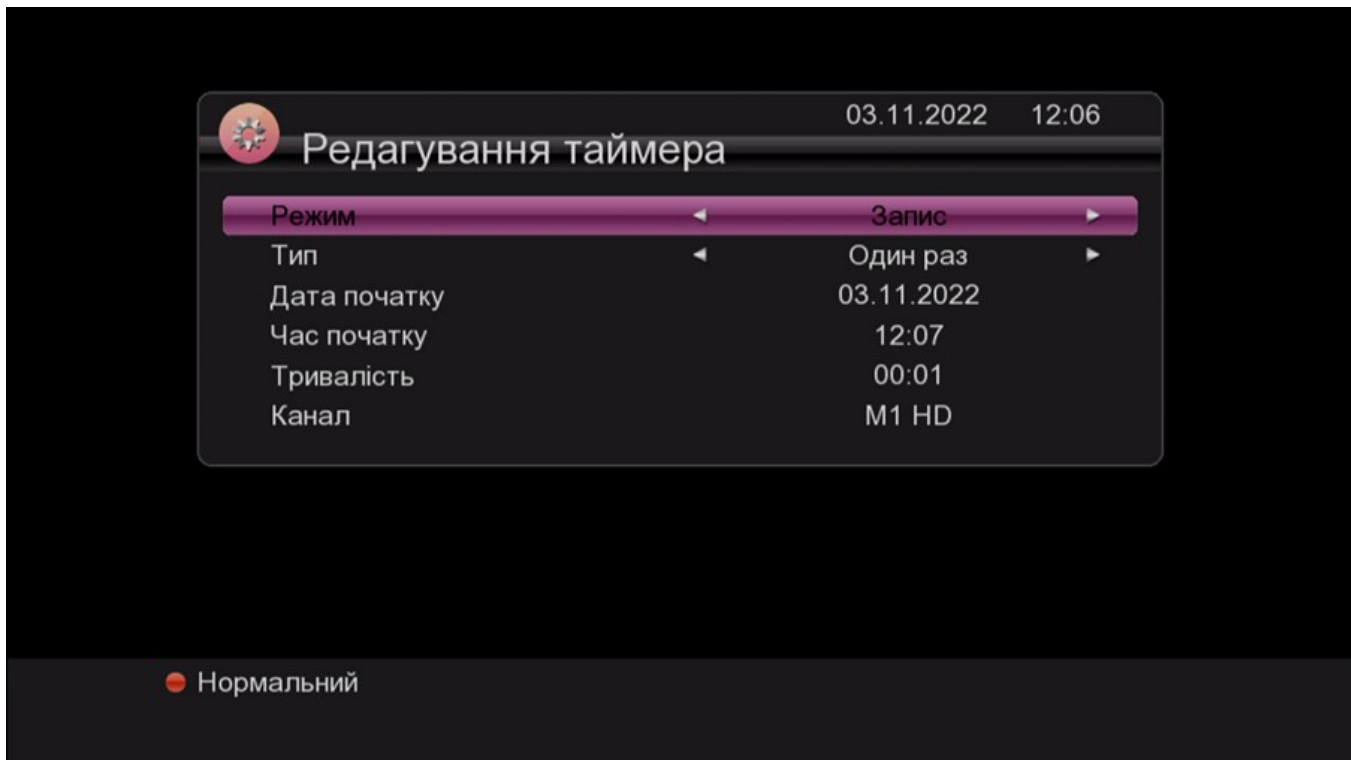 03.11.2022 12:06
Редагування таймера
Режим Запис
Тип Один раз
Дата початку 03.11.2022
Час початку 12:07
Тривалість 00:01
Канал M1 HD
Нормальний